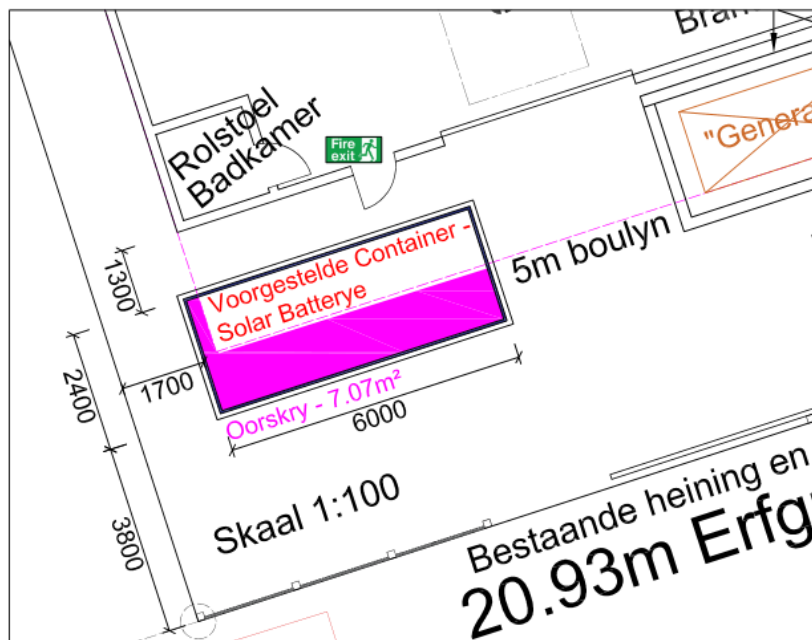 Bran
Rolstoel
Badkamer
Fire
exit
"Genera
5m boulyn
Voorgestelde Container -
Solar Batterye
1300
2400
1700
Oorskry - 7.07m²
6000
3800
Skaal 1:100
Bestaande heining en
20.93m Erfg